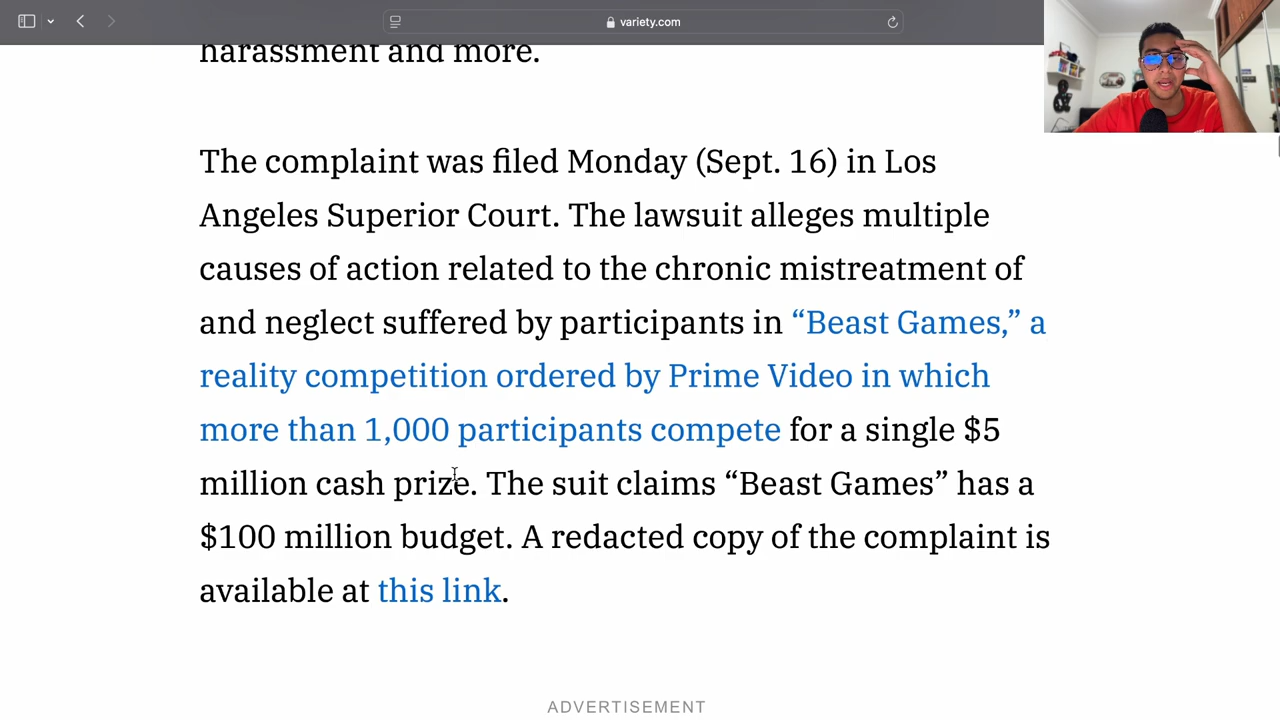 variety.com
harassment and more.
The complaint was filed Monday (Sept. 16) in Los
Angeles Superior Court. The lawsuit alleges multiple
causes of action related to the chronic mistreatment of
and neglect suffered by participants in “Beast Games,” a
reality competition ordered by Prime Video in which
more than 1,000 participants compete for a single $5
million cash prize. The suit claims “Beast Games” has a
$100 million budget. A redacted copy of the complaint is
available at this link.
ADVERTISEMENT